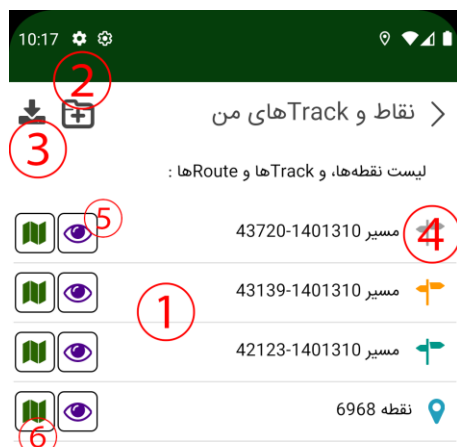 10:17
2
3
نقاط و Trackهای من
لیست نقطه‌ها، و Trackها و Routeها :
5
4
مسیر 1401310-43720
1
مسیر 1401310-43139
مسیر 1401310-42123
نقطه 6968
6